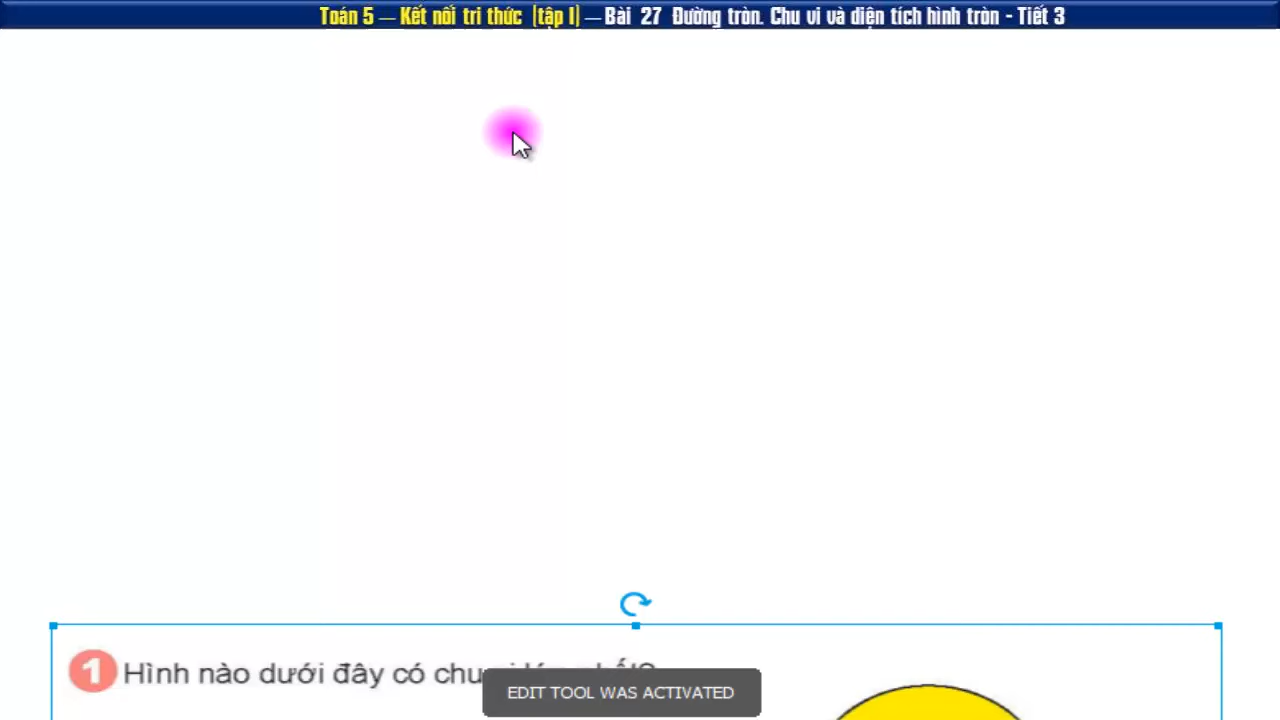 Toán 5 – Kết nối tri thức (tập 1) – Bài 27 Đường tròn. Chu vi và diện tích hình tròn - Tiết 3
1 Hình nào dưới đây có chu
EDIT TOOL WAS ACTIVATED